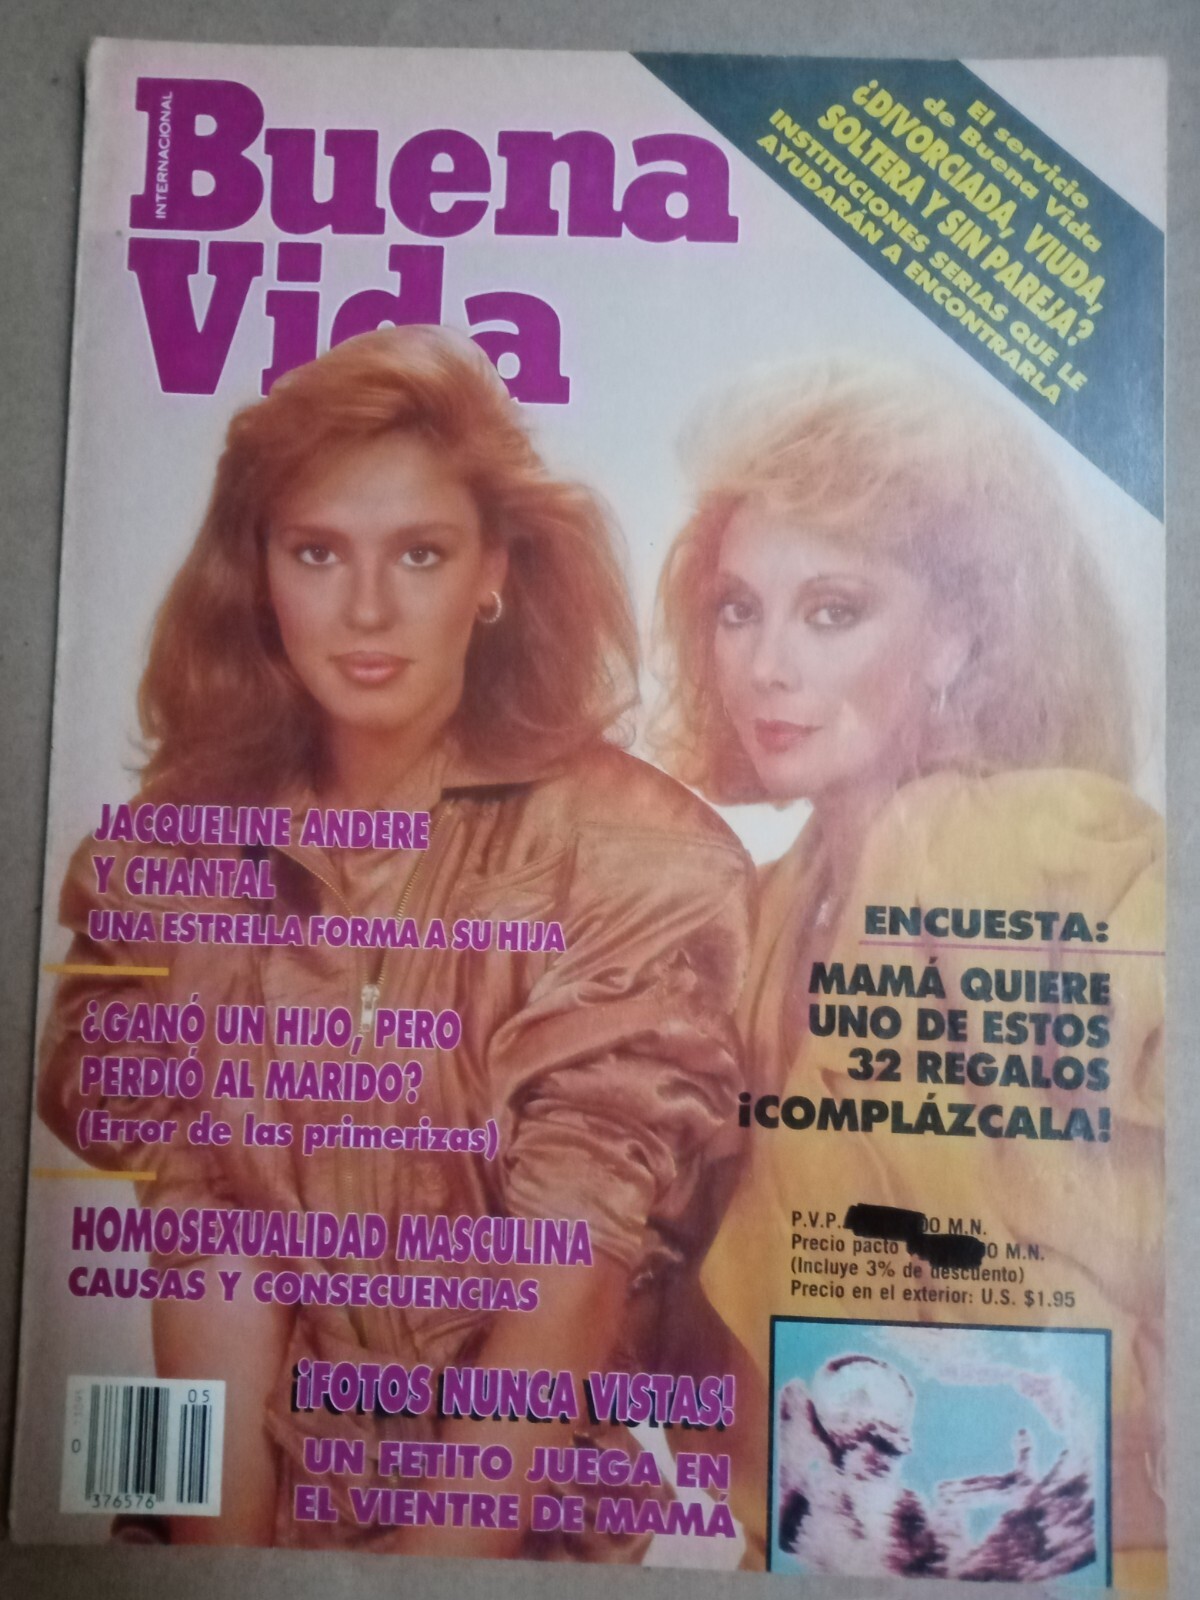 INTERNACIONAL
Buena
Vida
El servicio
de Buena Vida
¿DIVORCIADA, VIUDA,
SOLTERA Y SIN PAREJA?
INSTITUCIONES SERIAS QUE LE
AYUDARÁN A ENCONTRARLA
JACQUELINE ANDERE
Y CHANTAL
UNA ESTRELLA FORMA A SU HIJA
¿GANÓ UN HIJO, PERO
PERDIÓ AL MARIDO?
(Error de las primerizas)
HOMOSEXUALIDAD MASCULINA
CAUSAS Y CONSECUENCIAS
¡FOTOS NUNCA VISTAS!
UN FETITO JUEGA EN
EL VIENTRE DE MAMÁ
ENCUESTA:
MAMÁ QUIERE
UNO DE ESTOS
32 REGALOS
¡COMPLÁZCALA!
P.V.P. 00 M.N.
Precio pacto 0 M.N.
(Incluye 3% de descuento)
Precio en el exterior: U.S. $1.95
05
0
376576